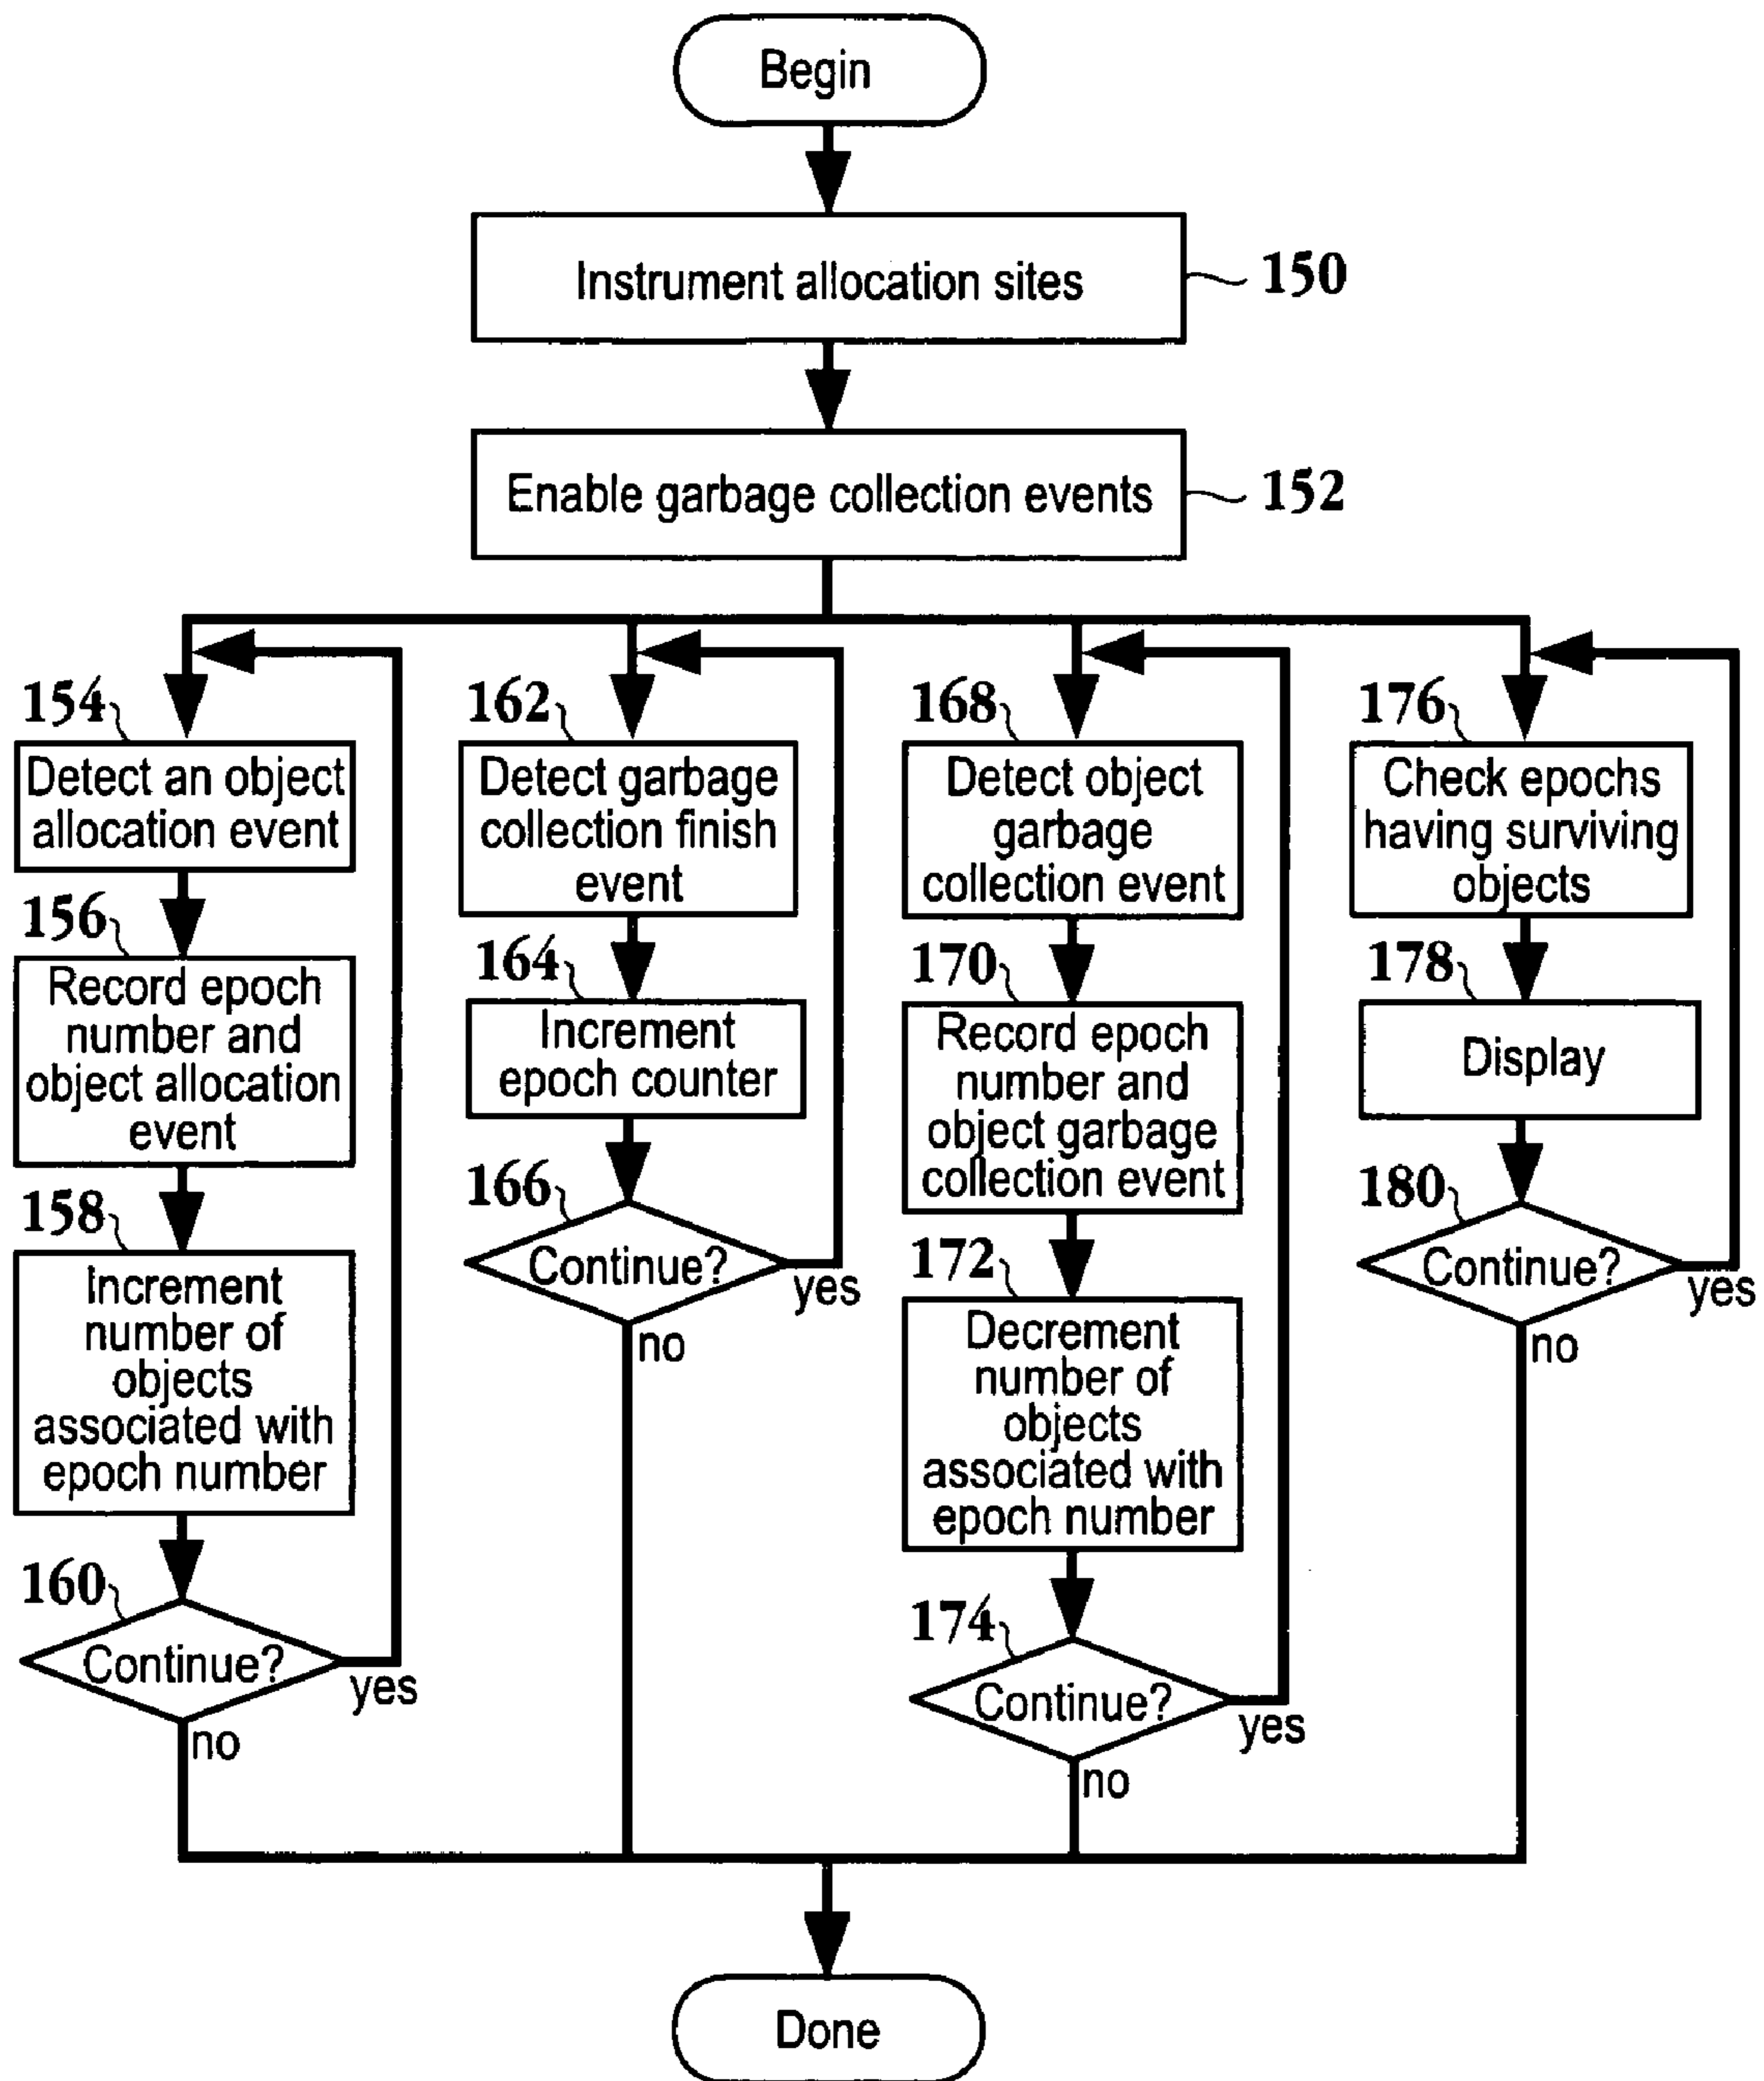 Begin
Instrument allocation sites
150
Enable garbage collection events
152
154
Detect an object
allocation event
156
Record epoch
number and
object allocation
event
158
Increment
number of
objects
associated with
epoch number
160
Continue?
yes
no
162
Detect garbage
collection finish
event
164
Increment
epoch counter
166
Continue?
yes
no
168
Detect object
garbage
collection event
170
Record epoch
number and
object garbage
collection event
172
Decrement
number of
objects
associated with
epoch number
174
Continue?
yes
no
176
Check epochs
having surviving
objects
178
Display
180
Continue?
yes
no
Done